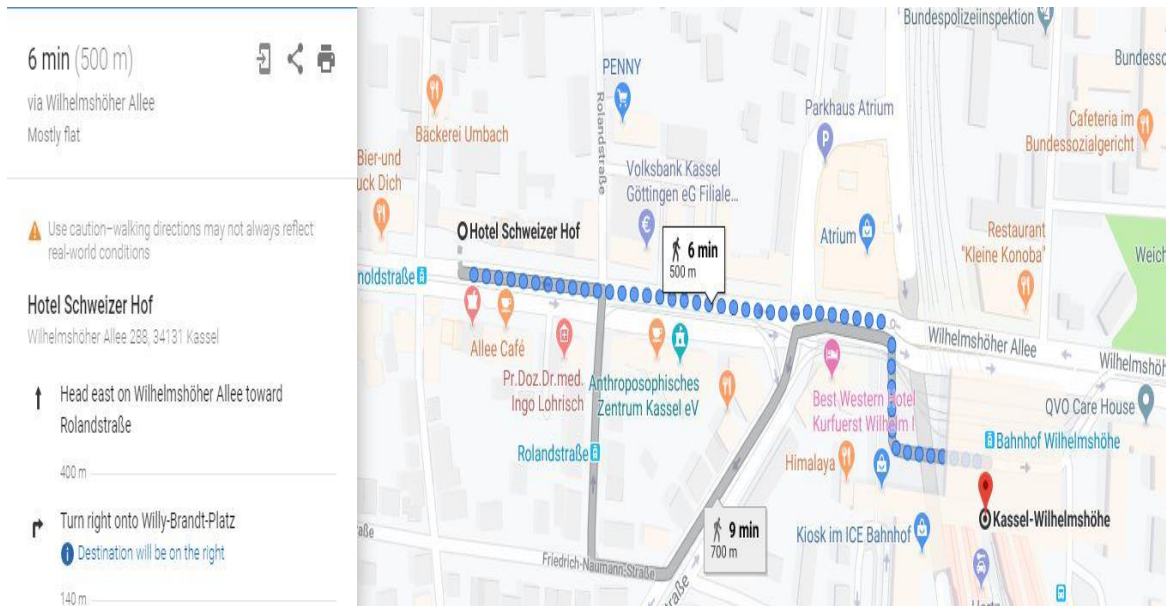 6 min (500 m)
via Wilhelmshöher Allee
Mostly flat
Use caution–walking directions may not always reflect
real-world conditions
Hotel Schweizer Hof
Wilhelmshöher Allee 288, 34131 Kassel
Head east on Wilhelmshöher Allee toward
Rolandstraße
400 m
Turn right onto Willy-Brandt-Platz
Destination will be on the right
140 m
Bundespolizeiinspektion
Bundesso
PENNY
Rolandstraße
Parkhaus Atrium
Cafeteria im
Bundessozialgericht
Bäckerei Umbach
Bier-und
uck Dich
Volksbank Kassel
Göttingen eG Filiale...
Hotel Schweizer Hof
Atrium
Restaurant
"Kleine Konoba"
Weich
6 min
500 m
noldstraße
Allee Café
Wilhelmshöher Allee
Wilhelmshöh
Pr.Doz.Dr.med.
Ingo Lohrisch
Anthroposophisches
Zentrum Kassel eV
Best Western Hotel
Kurfuerst Wilhelm I
QVO Care House
Rolandstraße
Bahnhof Wilhelmshöhe
Himalaya
Kassel-Wilhelmshöhe
9 min
700 m
Kiosk im ICE Bahnhof
aße
Friedrich-Naumann-Straße
aße
Hertz